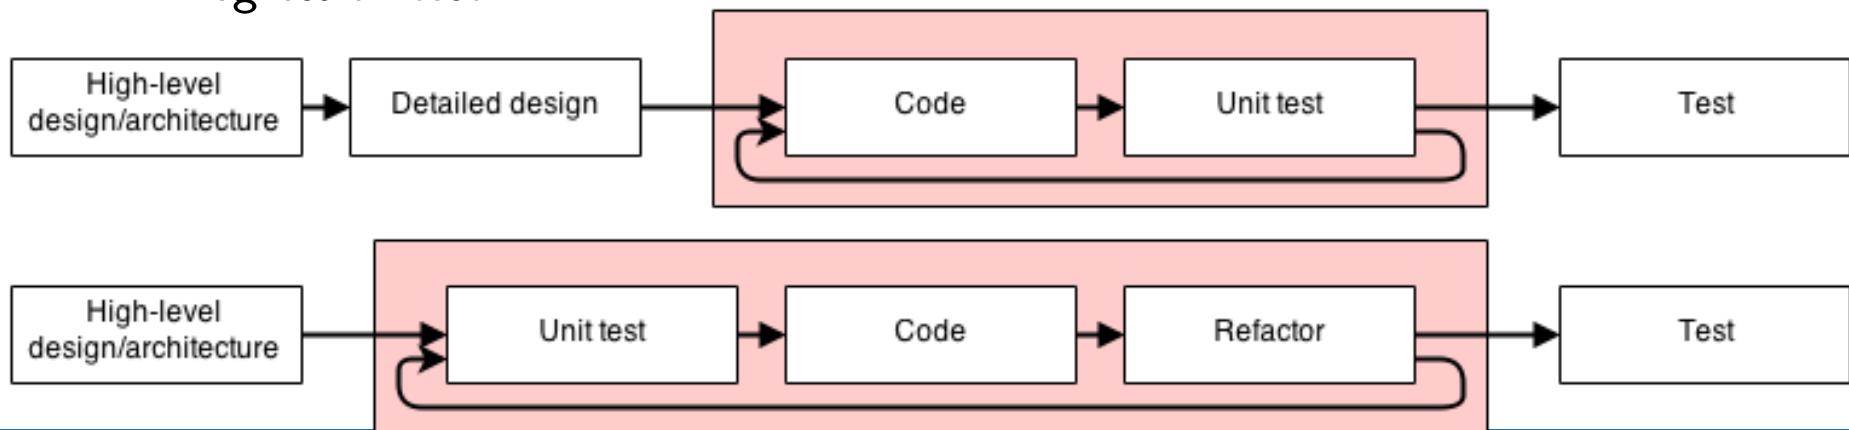 High-level
design/architecture
Detailed design
Code
Unit test
Test
High-level
design/architecture
Unit test
Code
Refactor
Test